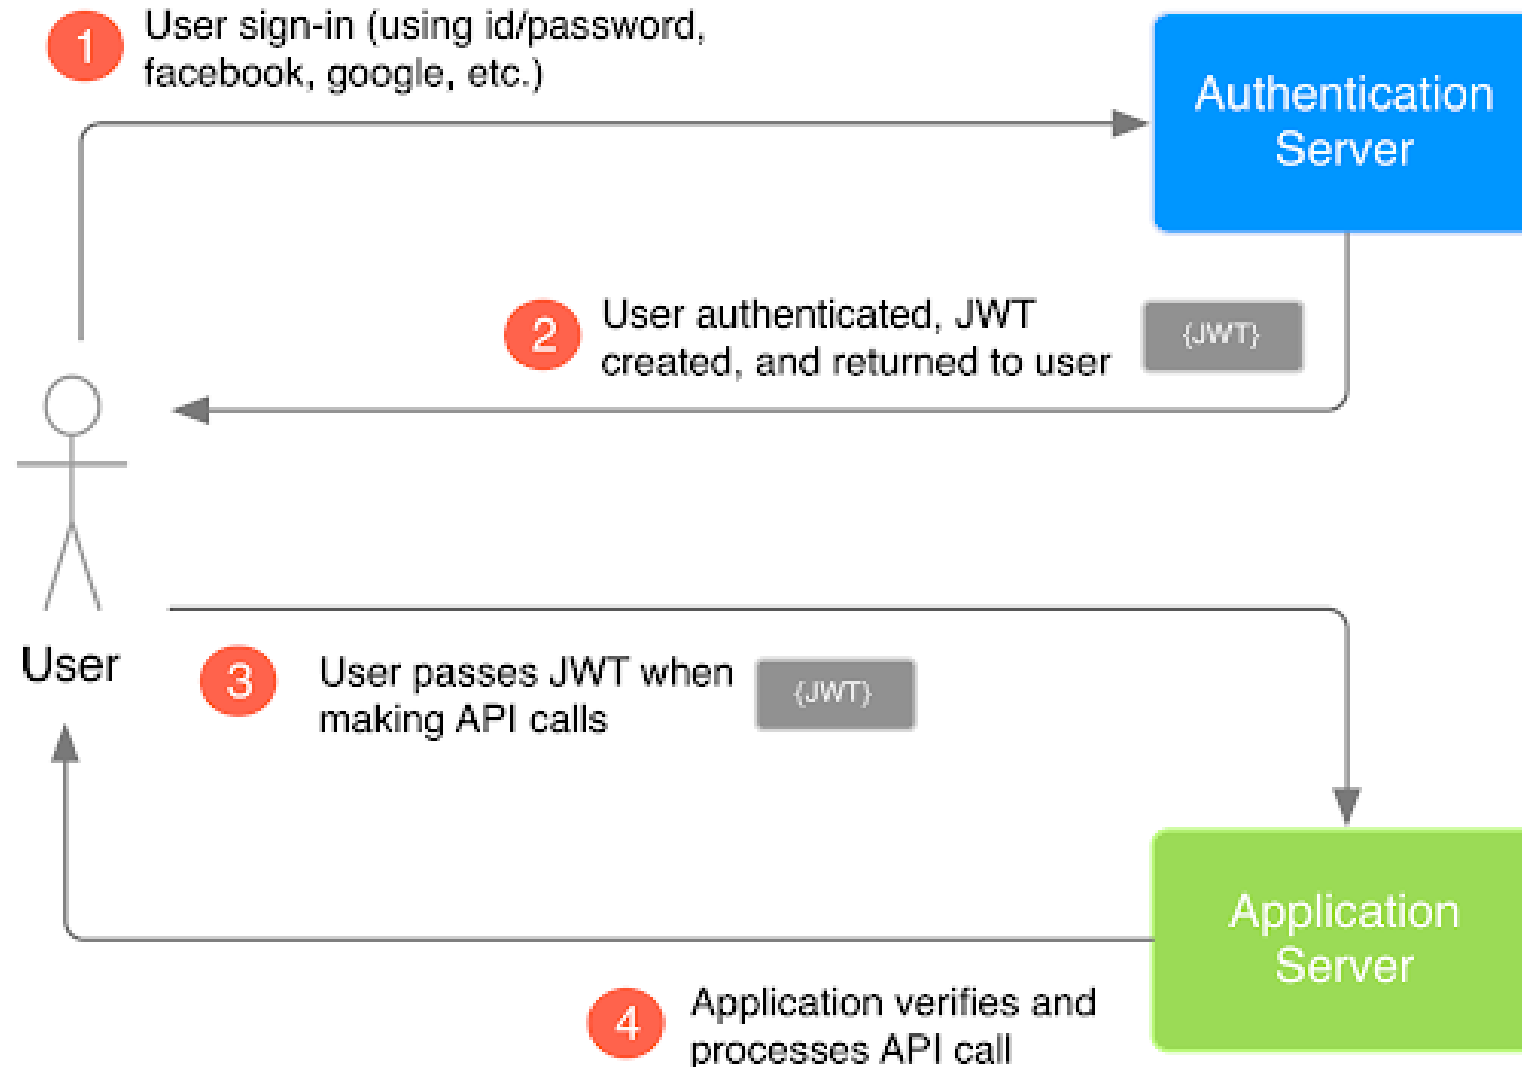 1
User sign-in (using id/password,
facebook, google, etc.)
Authentication
Server
2
User authenticated, JWT
created, and returned to user
{JWT}
User
3
User passes JWT when
making API calls
{JWT}
Application
Server
4
Application verifies and
processes API call